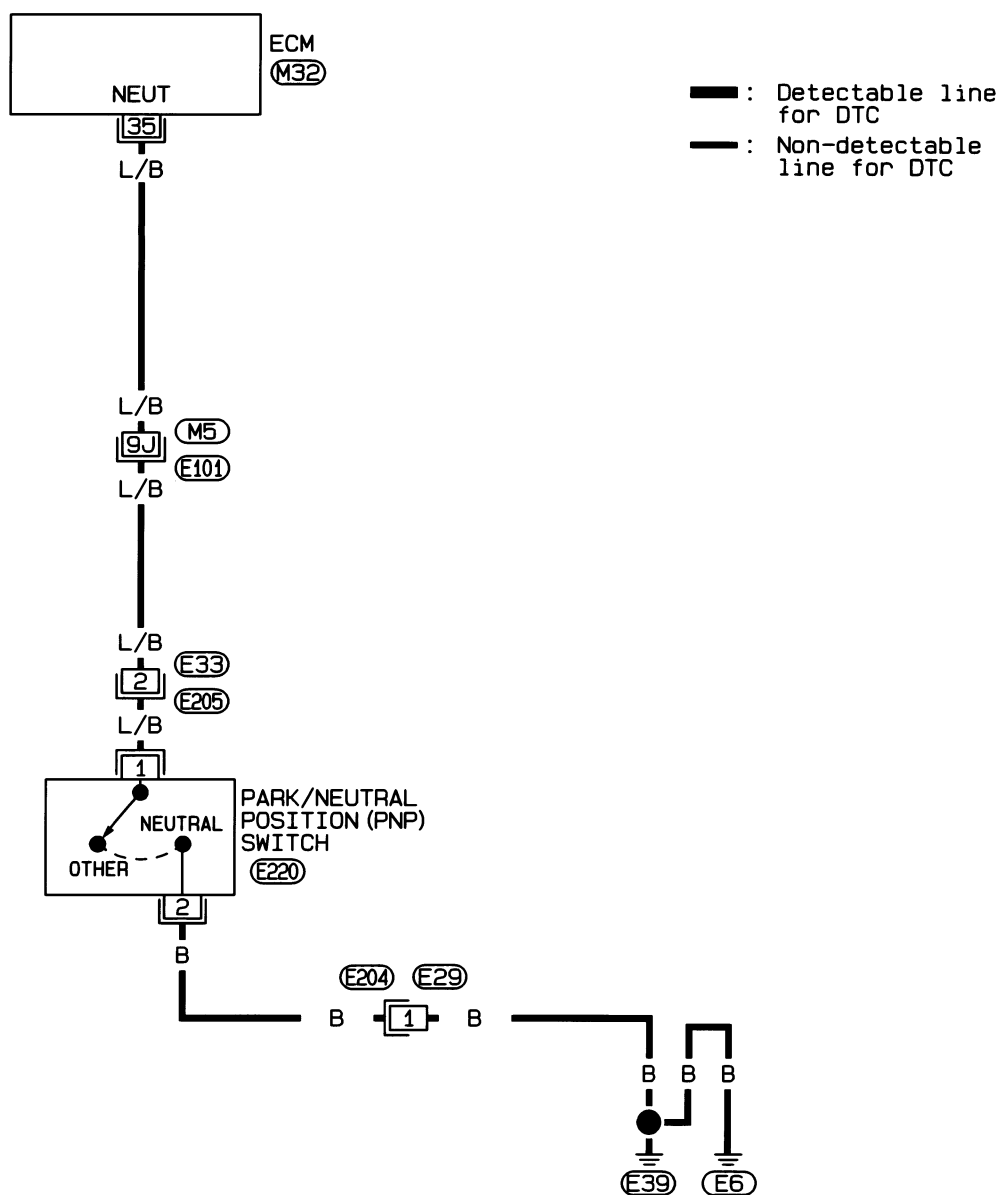 ECM
M32
NEUT
35
L/B
: Detectable line
for DTC
: Non-detectable
line for DTC
L/B
9J
M5
E101
L/B
L/B
2
E33
E205
L/B
1
PARK/NEUTRAL
POSITION (PNP)
SWITCH
E220
NEUTRAL
OTHER
2
B
E204
E29
B
1
B
B
B
B
E39
E6